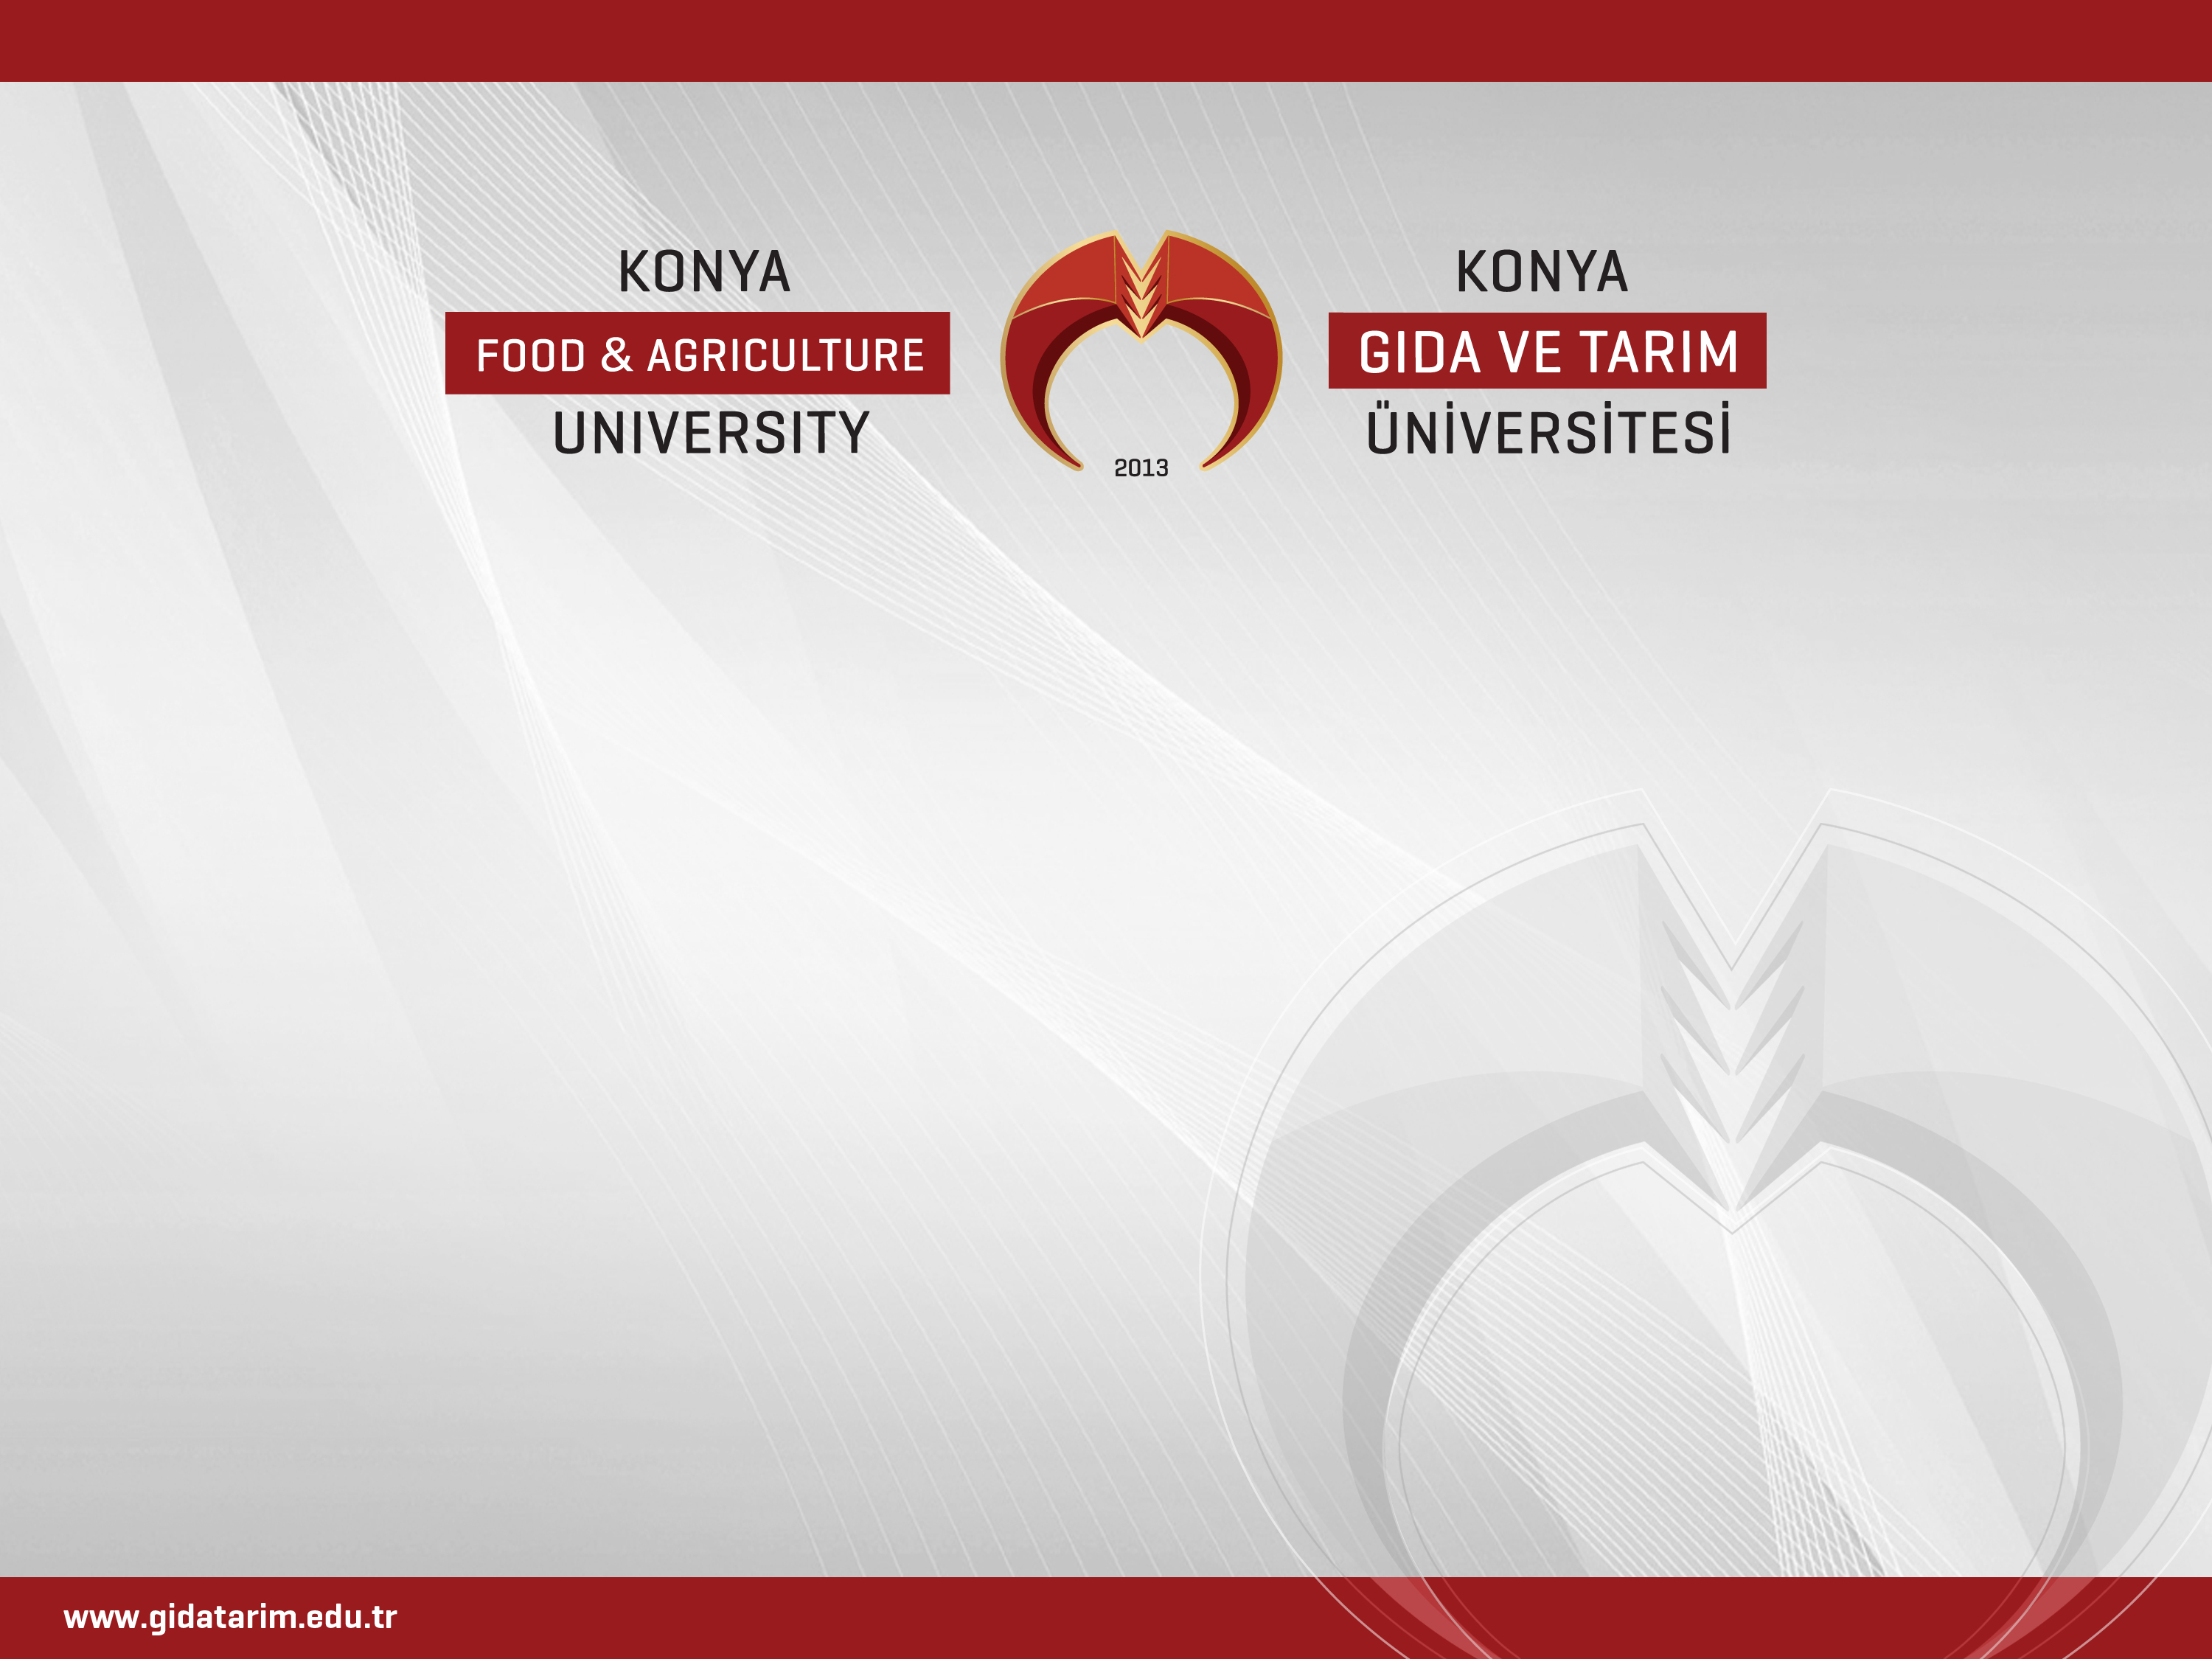 KONYA
FOOD & AGRICULTURE
UNIVERSITY
2013
KONYA
GIDA VE TARIM
ÜNİVERSİTESİ
www.gidatarim.edu.tr